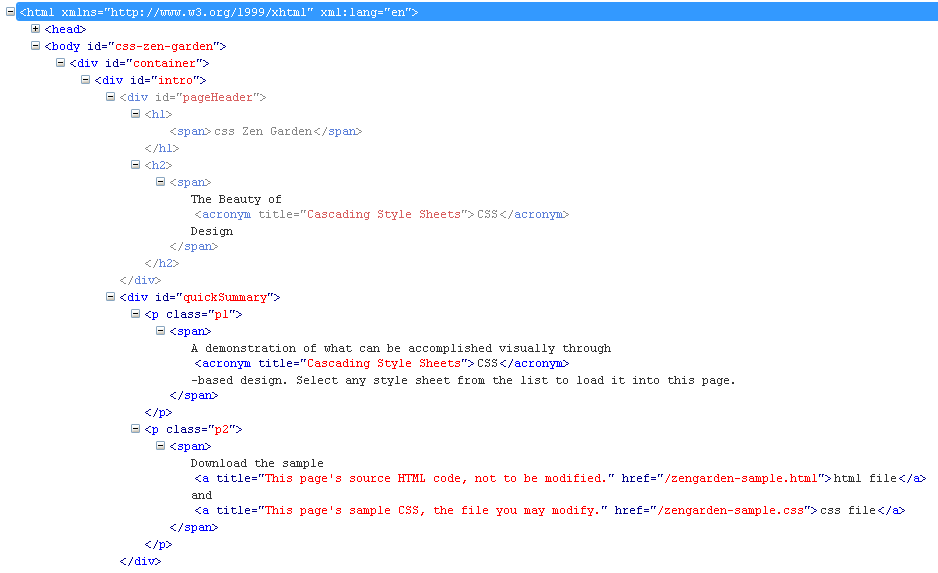 <html xmlns="http://www.w3.org/1999/xhtml" xml:lang="en">
<head>
<body id="css-zen-garden">
<div id="container">
<div id="intro">
<div id="pageHeader">
<h1>
<span>css Zen Garden</span>
</h1>
<h2>
<span>
The Beauty of
<acronym title="Cascading Style Sheets">CSS</acronym>
Design
</span>
</h2>
</div>
<div id="quickSummary">
<p class="p1">
<span>
A demonstration of what can be accomplished visually through
<acronym title="Cascading Style Sheets">CSS</acronym>
-based design. Select any style sheet from the list to load it into this page.
</span>
</p>
<p class="p2">
<span>
Download the sample
<a title="This page's source HTML code, not to be modified." href="/zengarden-sample.html">html file</a>
and
<a title="This page's sample CSS, the file you may modify." href="/zengarden-sample.css">css file</a>
</span>
</p>
</div>